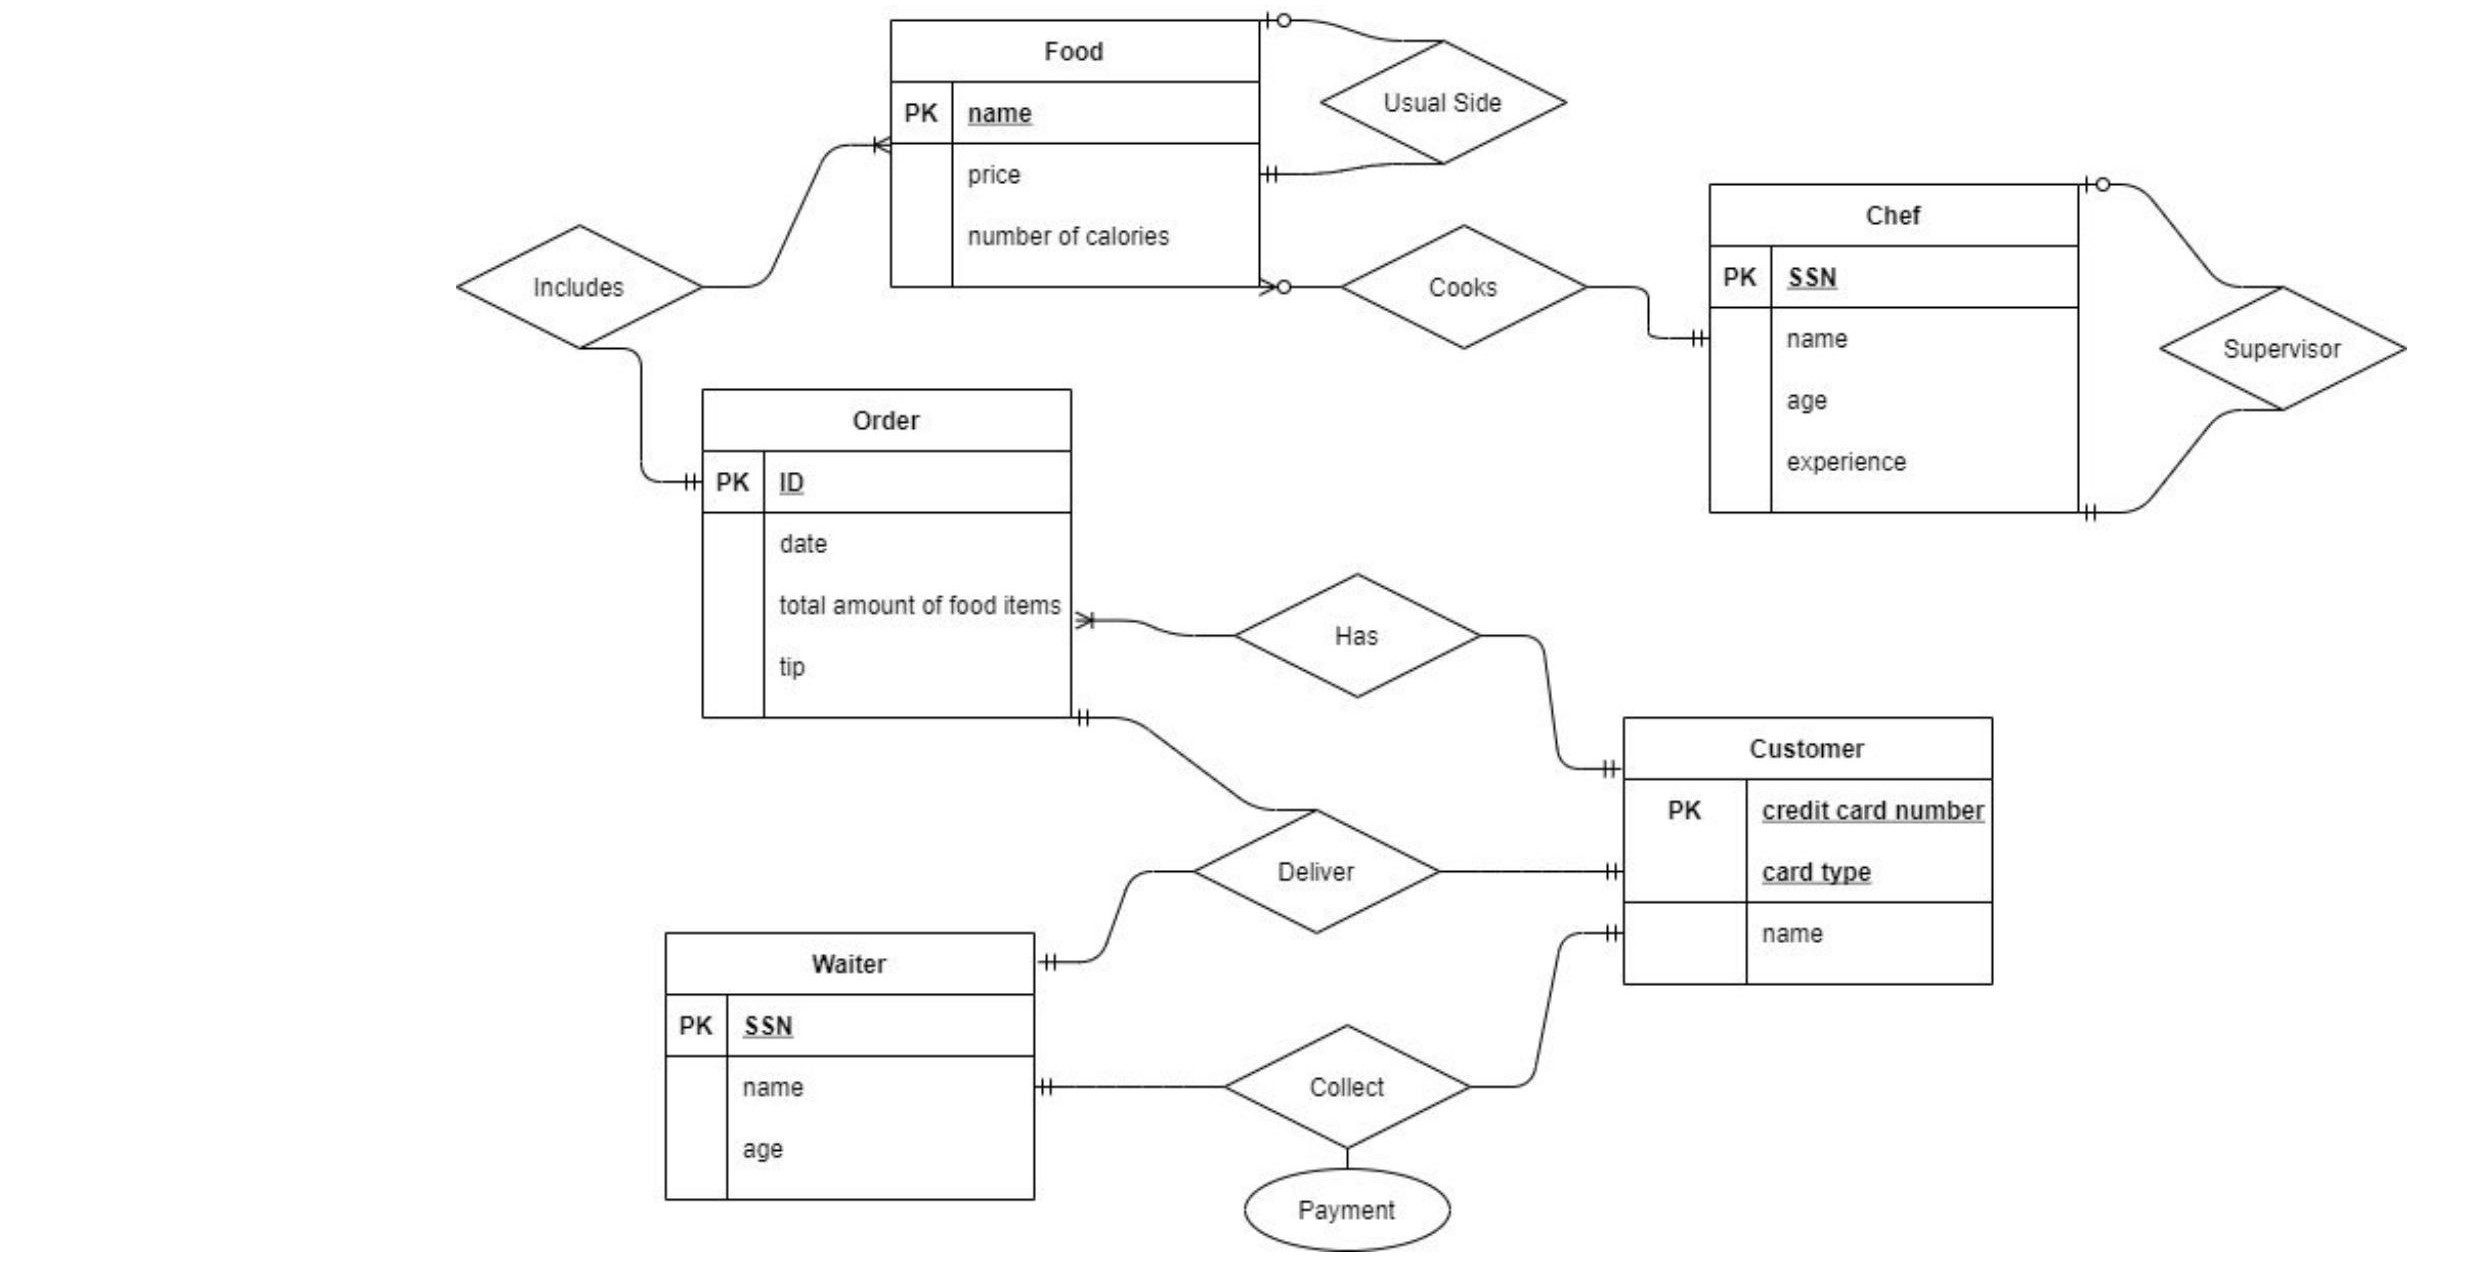 Food
PK name
price
number of calories
Usual Side
Includes
Cooks
Chef
PK SSN
name
age
experience
Supervisor
Order
PK ID
date
total amount of food items
tip
Has
Customer
PK credit card number
card type
name
Deliver
Waiter
PK SSN
name
age
Collect
Payment